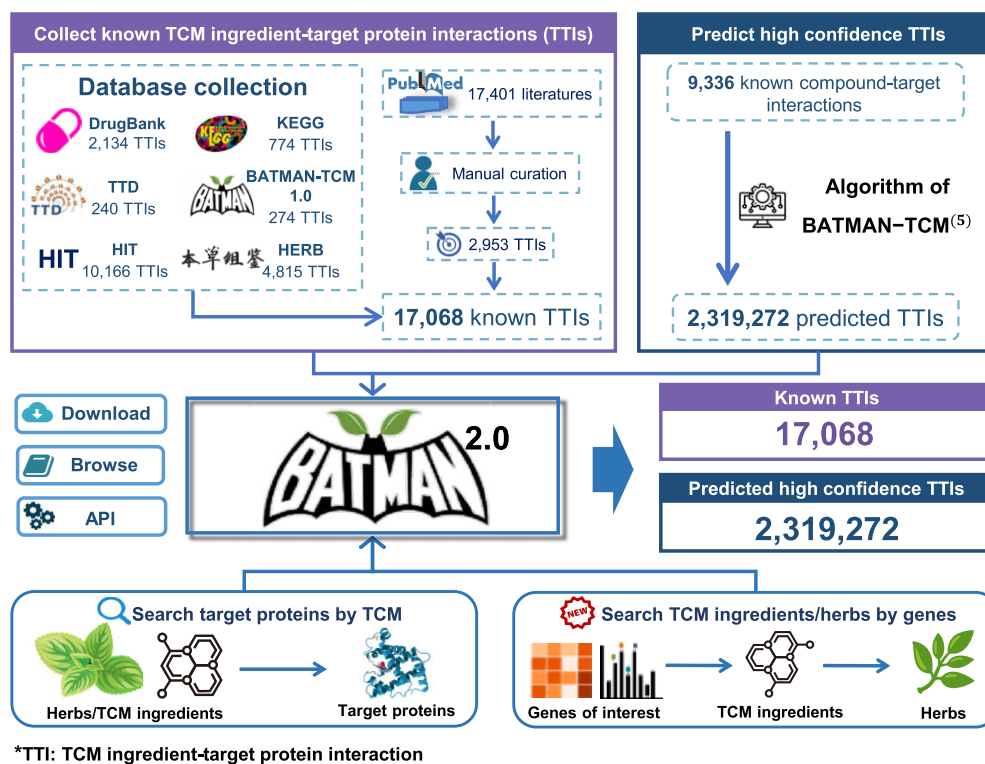 Collect known TCM ingredient-target protein interactions (TTIs)
Database collection
DrugBank
2,134 TTIs
KEGG
KEGG
774 TTIs
TTD
TTD
240 TTIs
BATMAN
BATMAN-TCM
1.0
274 TTIs
HIT
HIT
10,166 TTIs
本草组鉴
HERB
4,815 TTIs
PubMed
17,401 literatures
Manual curation
2,953 TTIs
17,068 known TTIs
Predict high confidence TTIs
9,336 known compound-target
interactions
Algorithm of
BATMAN−TCM(5)
2,319,272 predicted TTIs
Download
Browse
API
BATMAN
2.0
Known TTIs
17,068
Predicted high confidence TTIs
2,319,272
Search target proteins by TCM
Herbs/TCM ingredients
Target proteins
NEW
Search TCM ingredients/herbs by genes
Genes of interest
TCM ingredients
Herbs
*TTI: TCM ingredient-target protein interaction